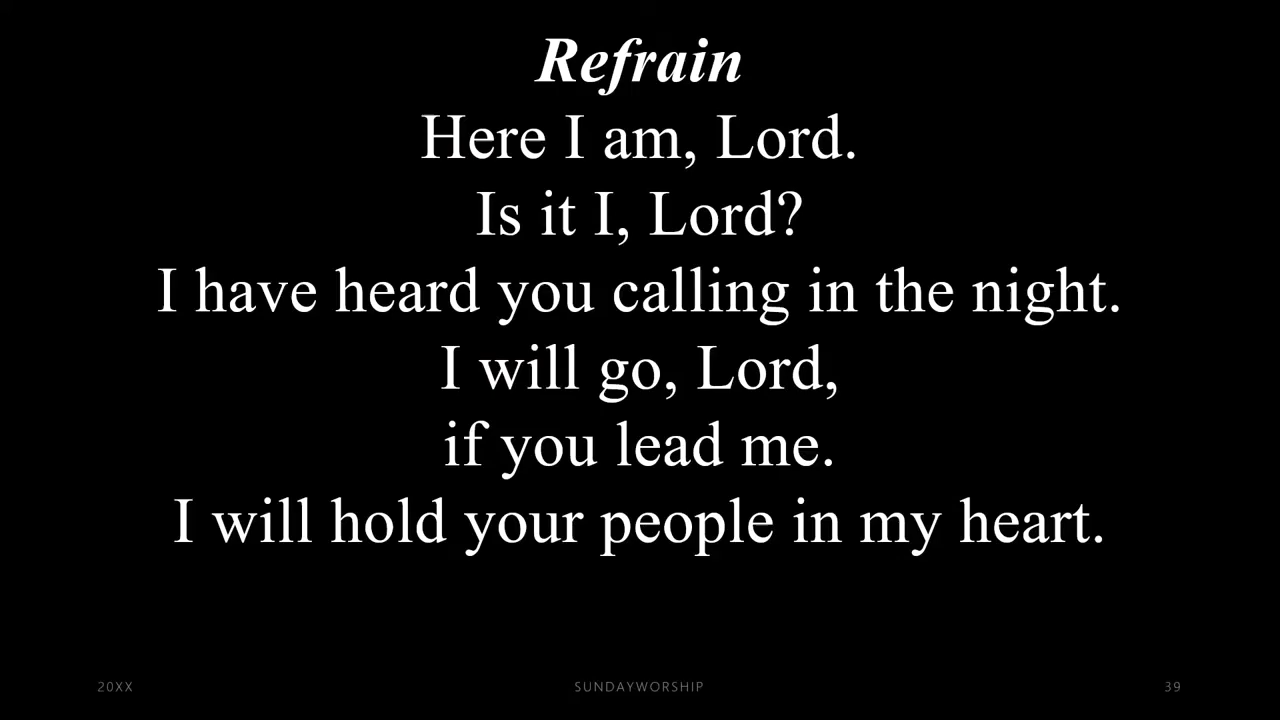 Refrain
Here I am, Lord.
Is it I, Lord?
I have heard you calling in the night.
I will go, Lord,
if you lead me.
I will hold your people in my heart.
20XX SUNDAYWORSHIP 39